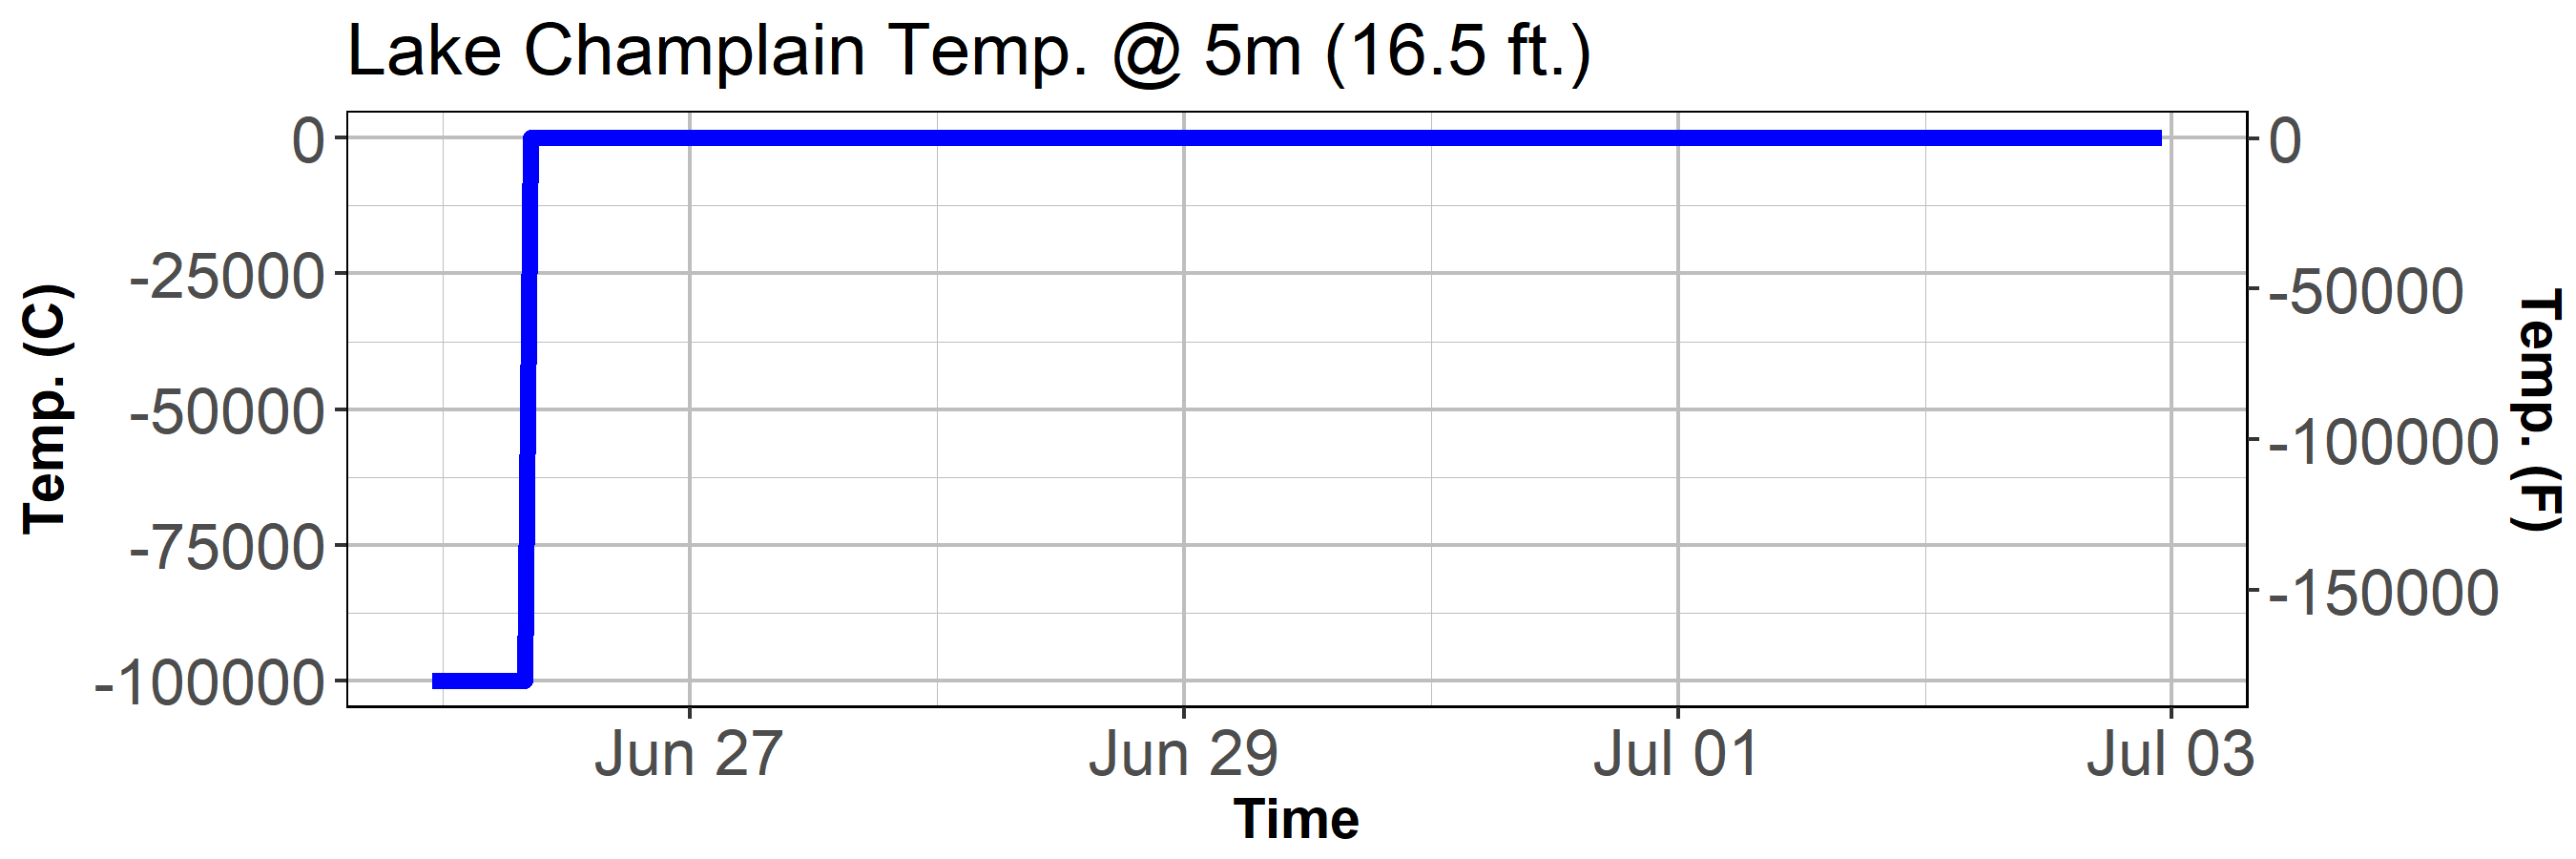 Lake Champlain Temp. @ 5m (16.5 ft.)
Temp. (C)
0
-25000
-50000
-75000
-100000
0
-50000
-100000
-150000
Temp. (F)
Jun 27
Jun 29
Jul 01
Jul 03
Time